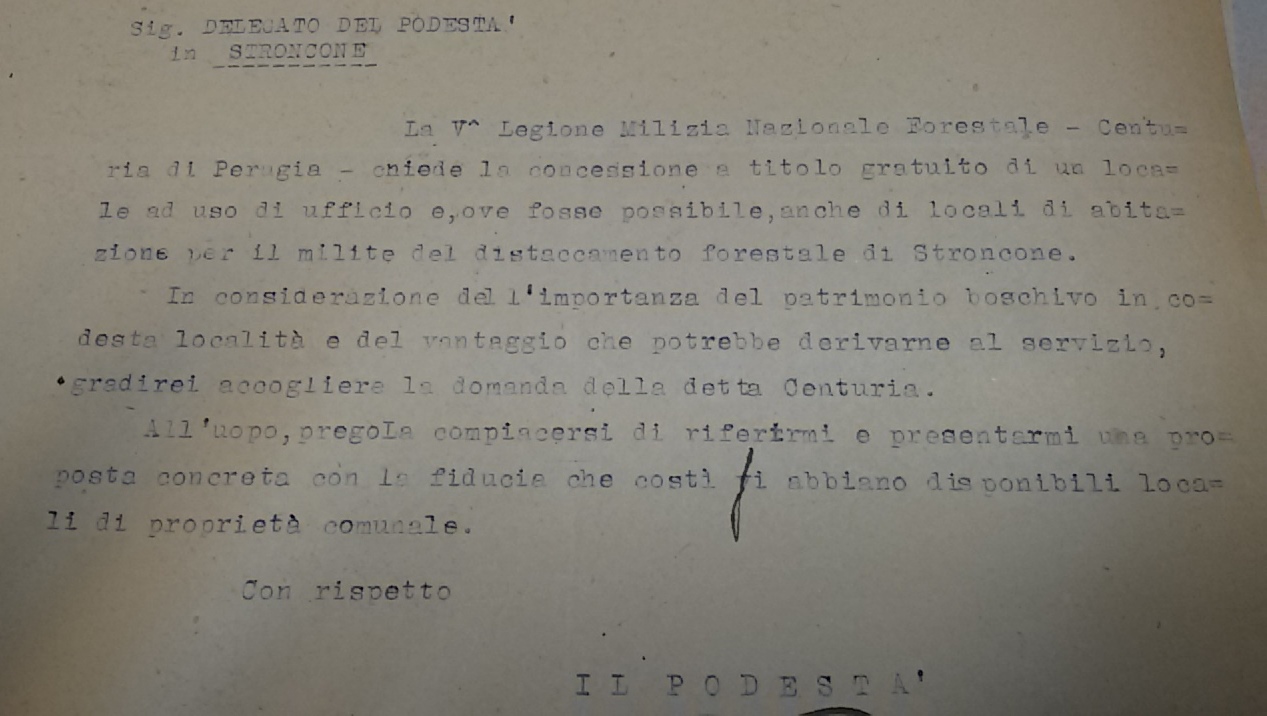 Sig. DELEGATO DEL PODESTA'
in STRONCONE
La V^ Legione Milizia Nazionale Forestale - Centu=
ria di Perugia - chiede la concessione a titolo gratuito di un loca=
le ad uso di ufficio e,ove fosse possibile,anche di locali di abita=
zione per il milite del distaccamento forestale di Stroncone.
In considerazione dell'importanza del patrimonio boschivo in co=
desta località e del vantaggio che potrebbe derivarne al servizio,
gradirei accogliere la domanda della detta Centuria.
All'uopo,pregoLa compiacersi di riferirmi e presentarmi una pro=
posta concreta con la fiducia che costì si abbiano disponibili loca=
li di proprietà comunale.
Con rispetto
IL PODESTA'